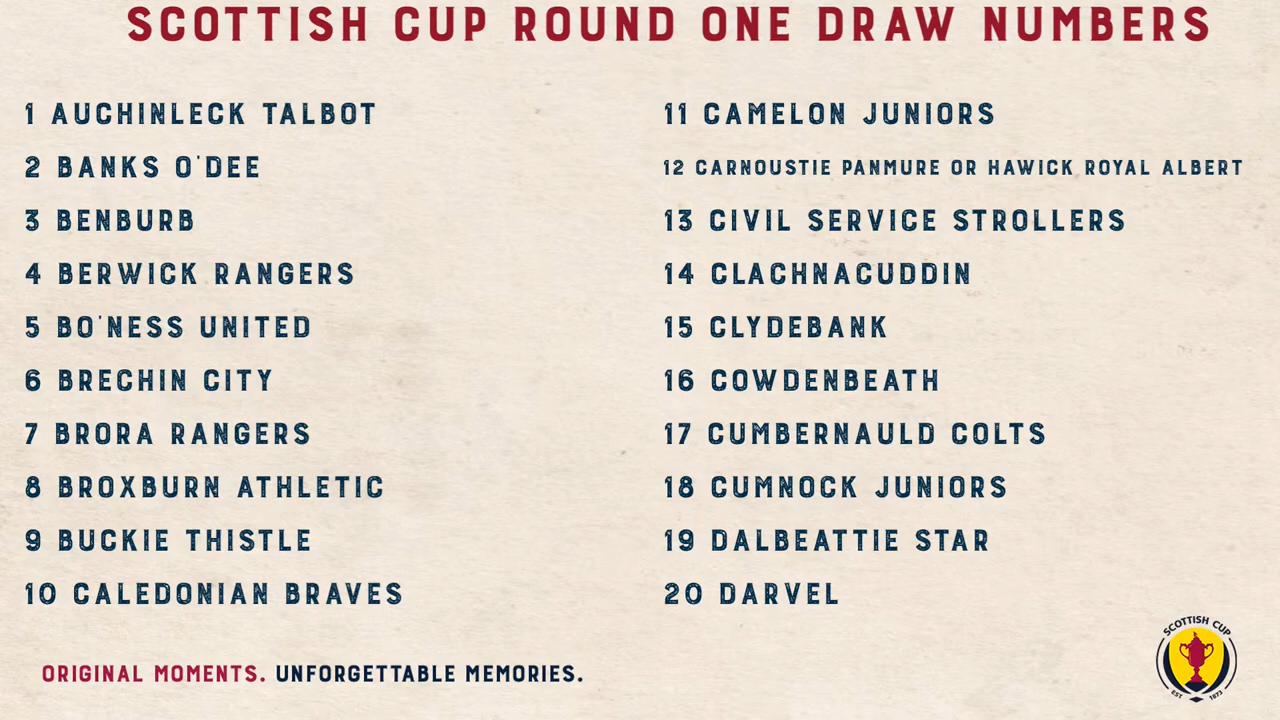 SCOTTISH CUP ROUND ONE DRAW NUMBERS
1 AUCHINLECK TALBOT
2 BANKS O'DEE
3 BENBURB
4 BERWICK RANGERS
5 BO'NESS UNITED
6 BRECHIN CITY
7 BRORA RANGERS
8 BROXBURN ATHLETIC
9 BUCKIE THISTLE
10 CALEDONIAN BRAVES
11 CAMELON JUNIORS
12 CARNOUSTIE PANMURE OR HAWICK ROYAL ALBERT
13 CIVIL SERVICE STROLLERS
14 CLACHNACUDDIN
15 CLYDEBANK
16 COWDENBEATH
17 CUMBERNAULD COLTS
18 CUMNOCK JUNIORS
19 DALBEATTIE STAR
20 DARVEL
ORIGINAL MOMENTS. UNFORGETTABLE MEMORIES.
SCOTTISH CUP
EST 1873